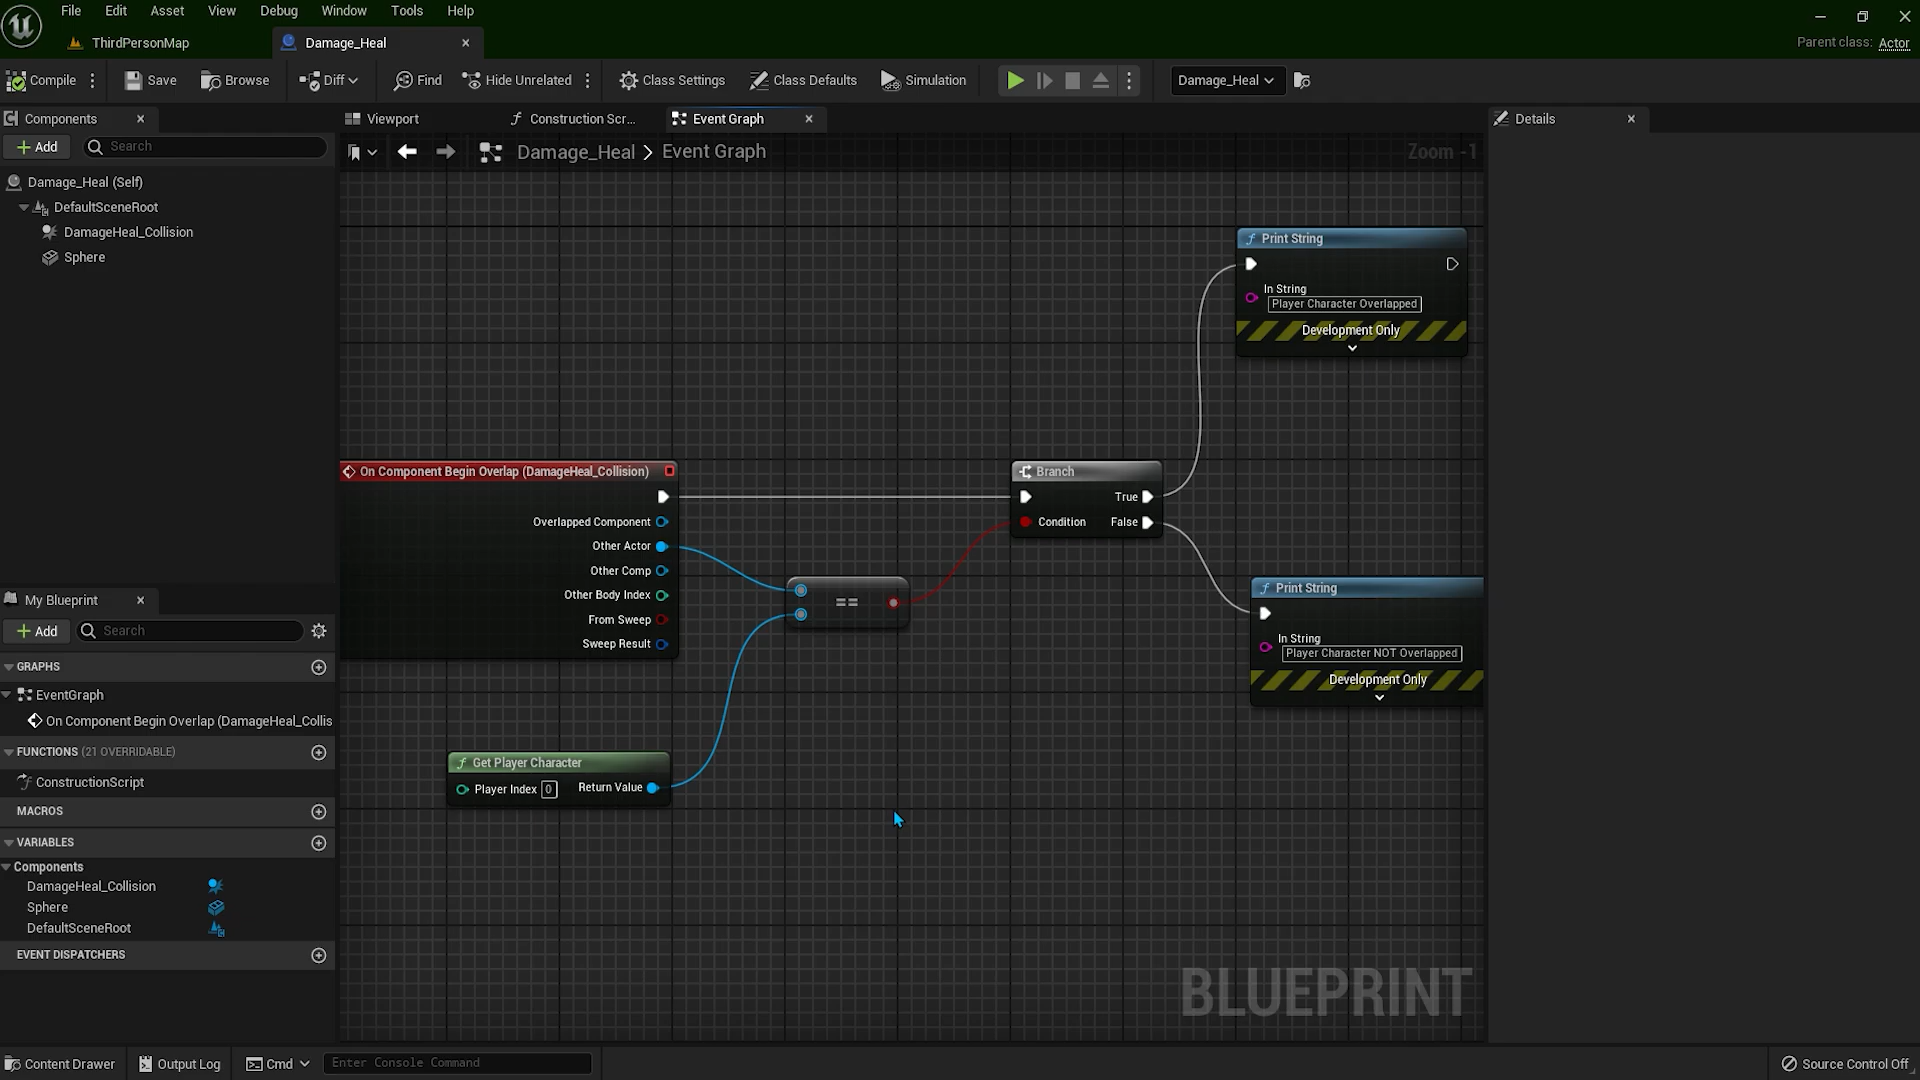 File Edit Asset View Debug Window Tools Help
ThirdPersonMap
Damage_Heal
Parent class: Actor
Compile
Save
Browse
Diff
Find
Hide Unrelated
Class Settings
Class Defaults
Simulation
Damage_Heal
Components
Add
Search
Damage_Heal (Self)
DefaultSceneRoot
DamageHeal_Collision
Sphere
Viewport
Construction Scr...
Event Graph
Details
Damage_Heal > Event Graph
Zoom -1
Print String
In String
Player Character Overlapped
Development Only
On Component Begin Overlap (DamageHeal_Collision)
Overlapped Component
Other Actor
Other Comp
Other Body Index
From Sweep
Sweep Result
Branch
True
Condition
False
==
Print String
In String
Player Character NOT Overlapped
Development Only
Get Player Character
Player Index 0
Return Value
BLUEPRINT
My Blueprint
Add
Search
GRAPHS
EventGraph
On Component Begin Overlap (DamageHeal_Collis
FUNCTIONS (21 OVERRIDABLE)
ConstructionScript
MACROS
VARIABLES
Components
DamageHeal_Collision
Sphere
DefaultSceneRoot
EVENT DISPATCHERS
Content Drawer
Output Log
Cmd
Enter Console Command
Source Control Off